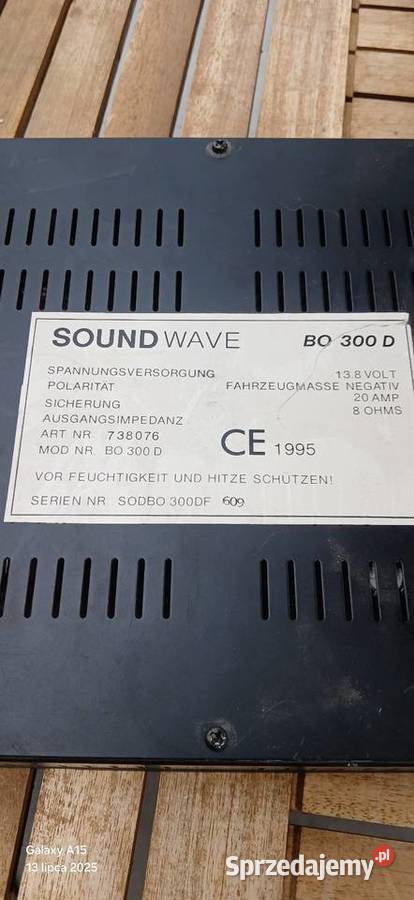 SOUND WAVE BO 300 D
SPANNUNGSVERSORGUNG 13.8 VOLT
POLARITÄT FAHRZEUGMASSE NEGATIV
SICHERUNG 20 AMP
AUSGANGSIMPEDANZ 8 OHMS
ART NR. 738076
MOD NR. BO 300 D
CE 1995
VOR FEUCHTIGKEIT UND HITZE SCHÜTZEN!
SERIEN NR SODBO 300DF 609
Galaxy A15
13 lipca 2025
Sprzedajemy.pl